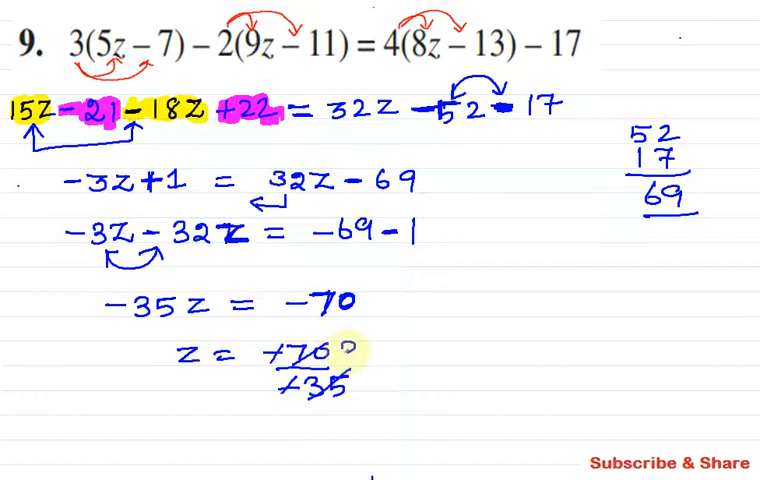 9. 3(5z − 7) − 2(9z − 11) = 4(8z − 13) − 17
15z − 21 − 18z + 22 = 32z − 52 − 17
52
17
69
−3z + 1 = 32z − 69
−3z − 32z = −69 − 1
−35z = −70
z = −70
−35
Subscribe & Share